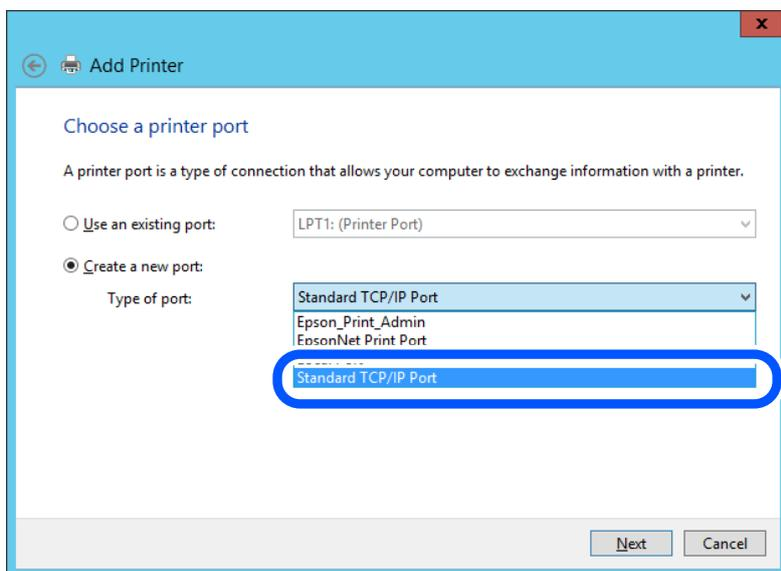 x
Add Printer
Choose a printer port
A printer port is a type of connection that allows your computer to exchange information with a printer.
Use an existing port: LPT1: (Printer Port)
Create a new port:
Type of port: Standard TCP/IP Port
Epson_Print_Admin
EpsonNet Print Port
Standard TCP/IP Port
Next Cancel